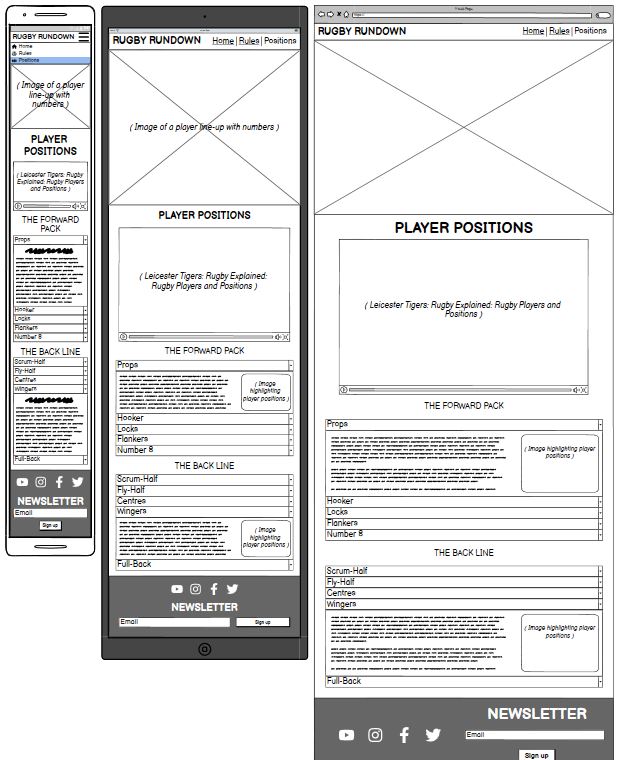 RUGBY RUNDOWN
Home
Rules
Positions
( Image of a player
line-up with
numbers )
PLAYER
POSITIONS
( Leicester Tigers: Rugby
Explained: Rugby Players
and Positions )
THE FORWARD
PACK
Props
Hooker
Locks
Flankers
Number 8
THE BACK LINE
Scrum-Half
Fly-Half
Centres
Wingers
Full-Back
NEWSLETTER
Email
Sign up
RUGBY RUNDOWN
Home | Rules | Positions
( Image of a player line-up with numbers )
PLAYER POSITIONS
( Leicester Tigers: Rugby Explained:
Rugby Players and Positions )
THE FORWARD PACK
Props
( Image
highlighting
player positions )
Hooker
Locks
Flankers
Number 8
THE BACK LINE
Scrum-Half
Fly-Half
Centres
Wingers
( Image
highlighting
player positions )
Full-Back
NEWSLETTER
Email
Sign up
RUGBY RUNDOWN
Home | Rules | Positions
PLAYER POSITIONS
( Leicester Tigers: Rugby Explained: Rugby Players and
Positions )
THE FORWARD PACK
Props
( Image highlighting
player positions )
Hooker
Locks
Flankers
Number 8
THE BACK LINE
Scrum-Half
Fly-Half
Centres
Wingers
( Image highlighting player
positions )
Full-Back
NEWSLETTER
Email
Sign up